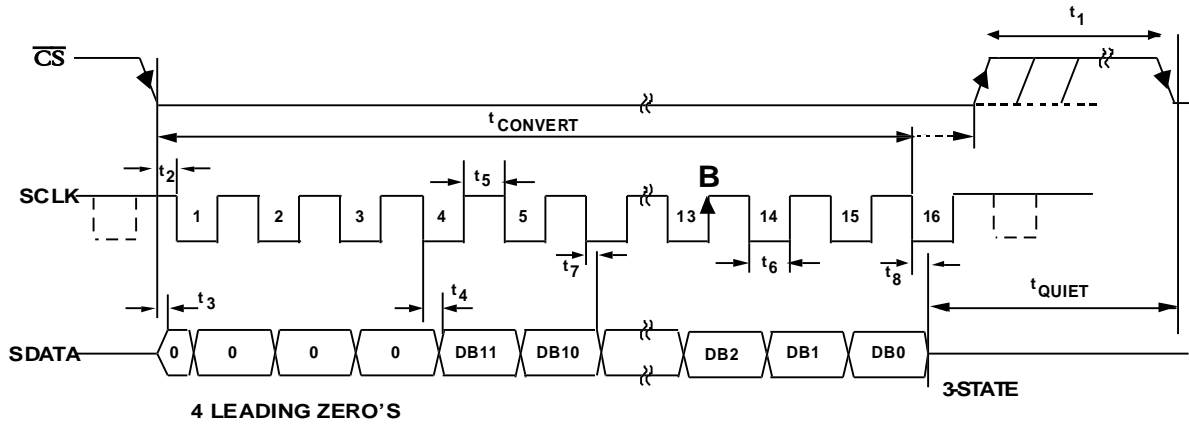 t1
CS
tCONVERT
t2
t5
B
SCLK
1 2 3 4 5 13 14 15 16
t7
t6
t8
t3
t4
tQUIET
SDATA
0 0 0 0 DB11 DB10 DB2 DB1 DB0
3-STATE
4 LEADING ZERO'S